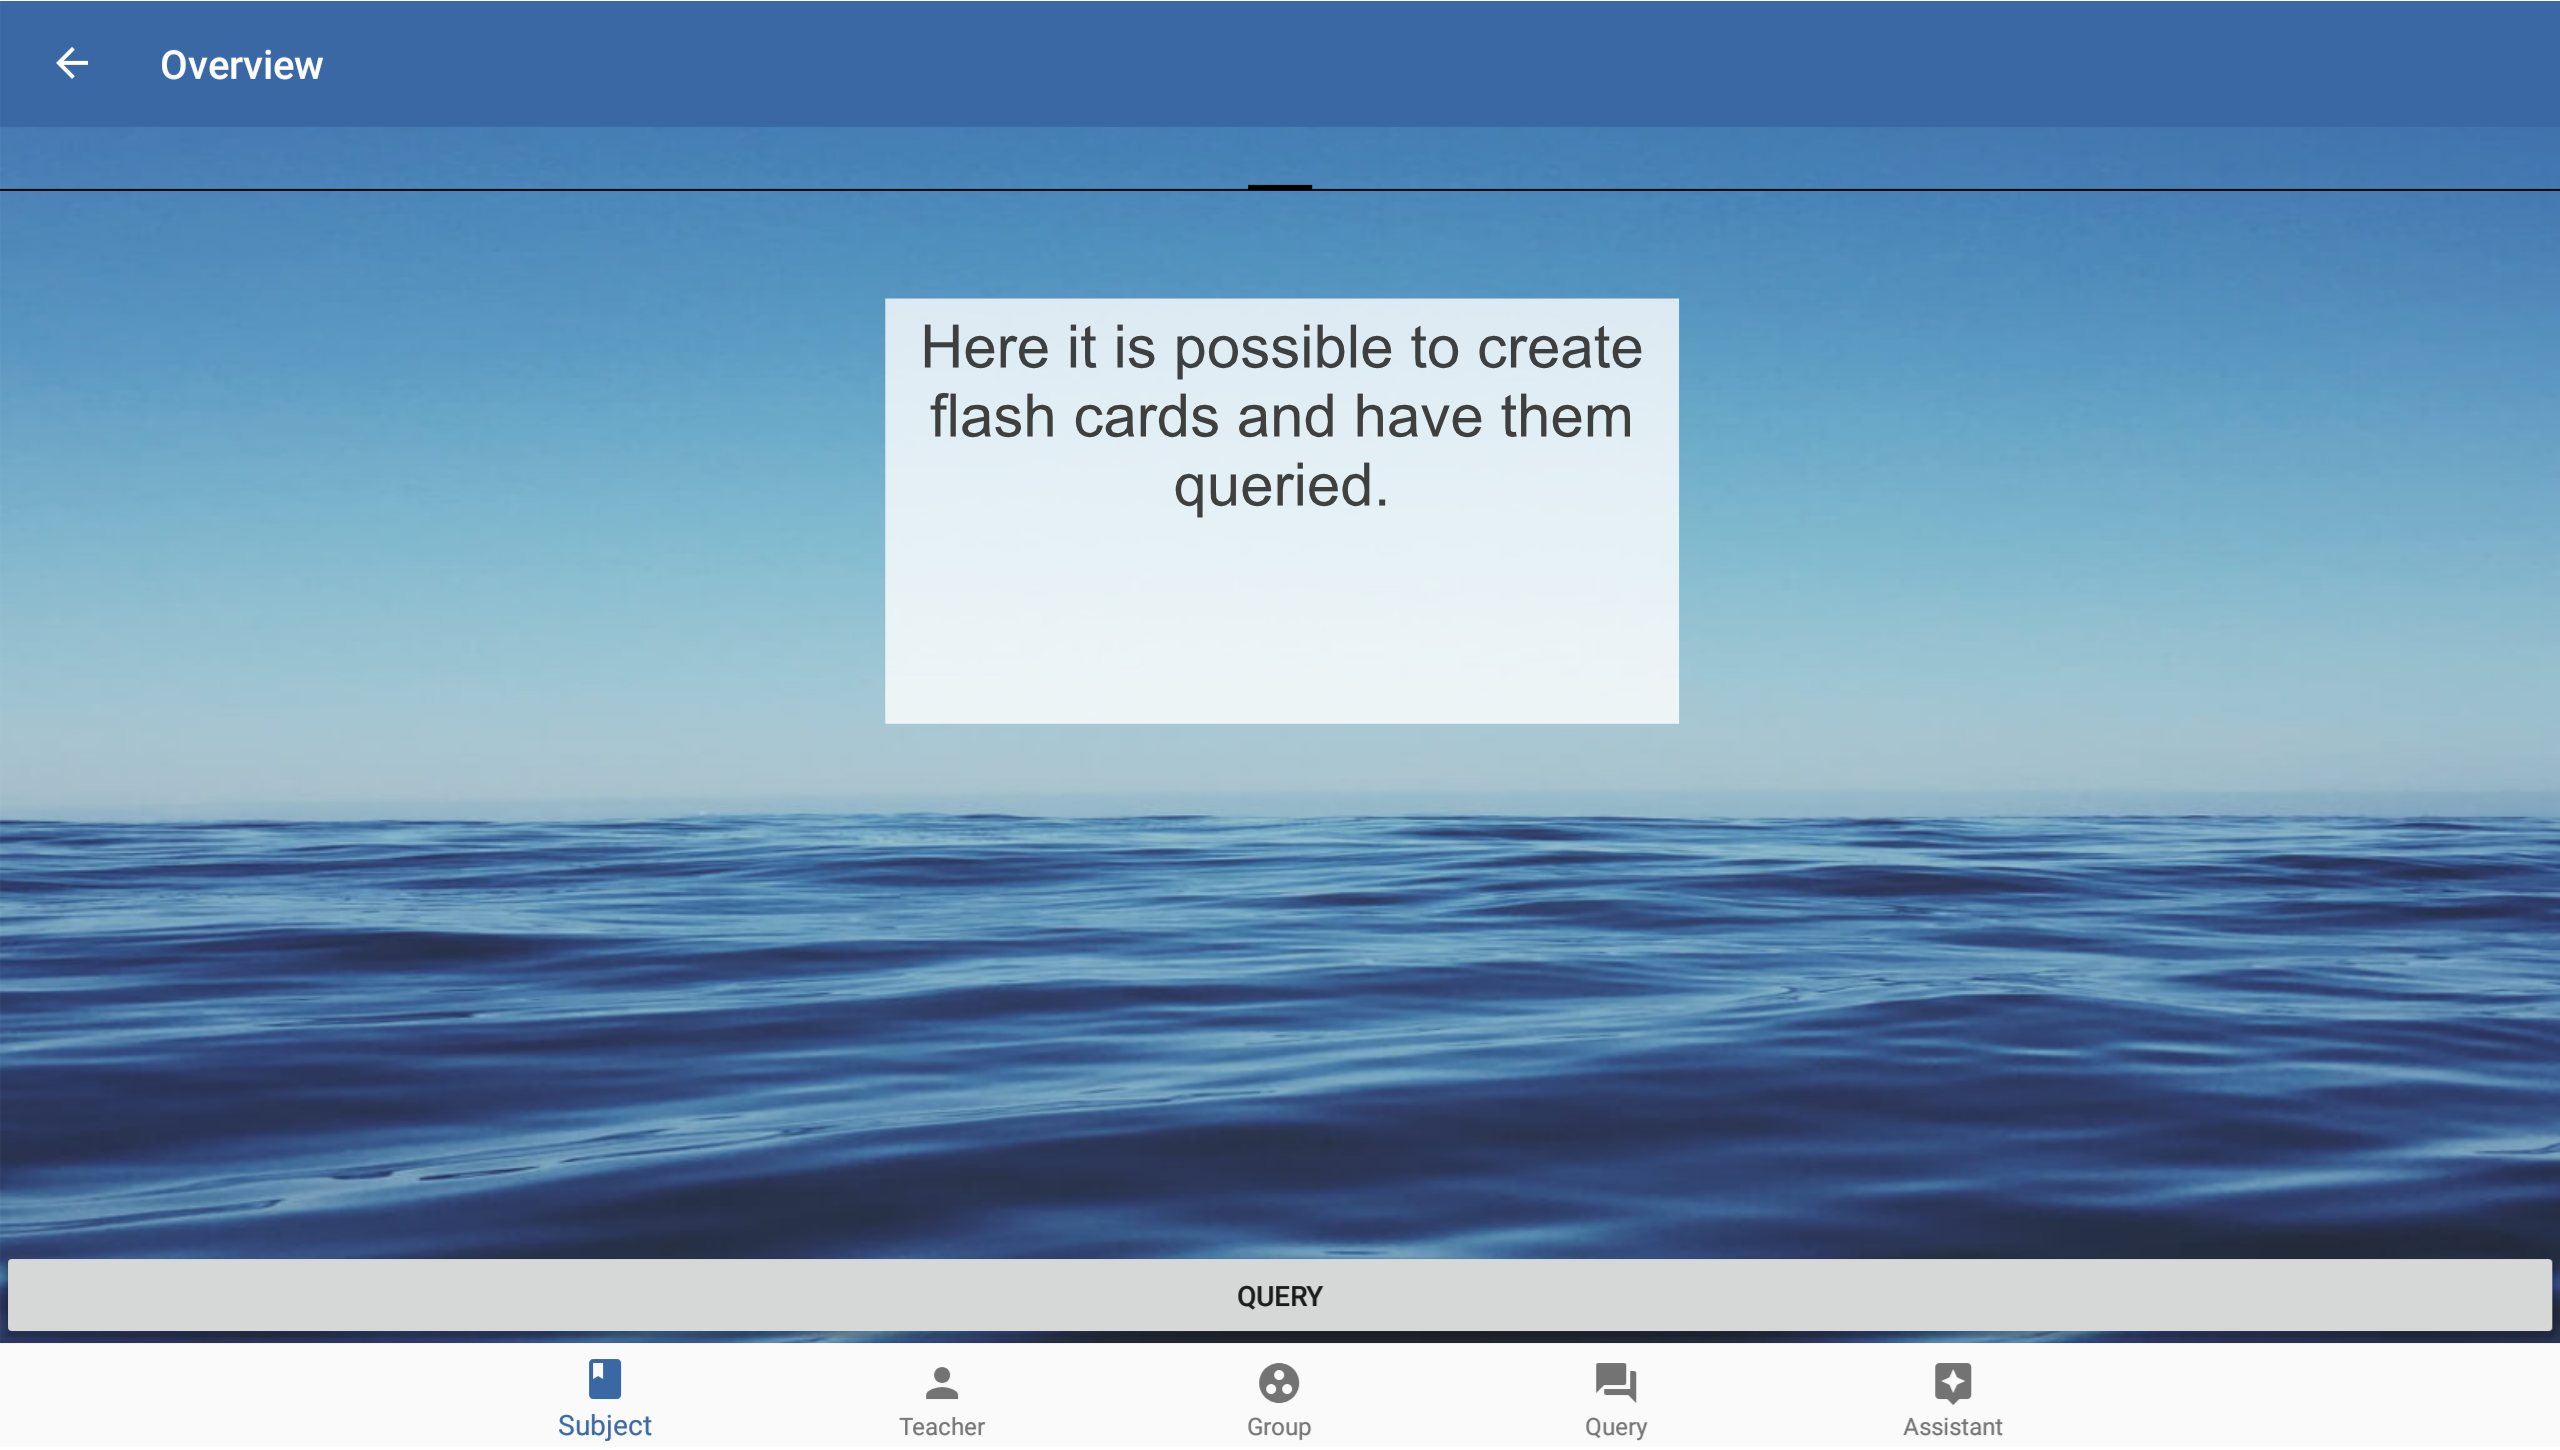 Overview
Here it is possible to create
flash cards and have them
queried.
QUERY
Subject
Teacher
Group
Query
Assistant